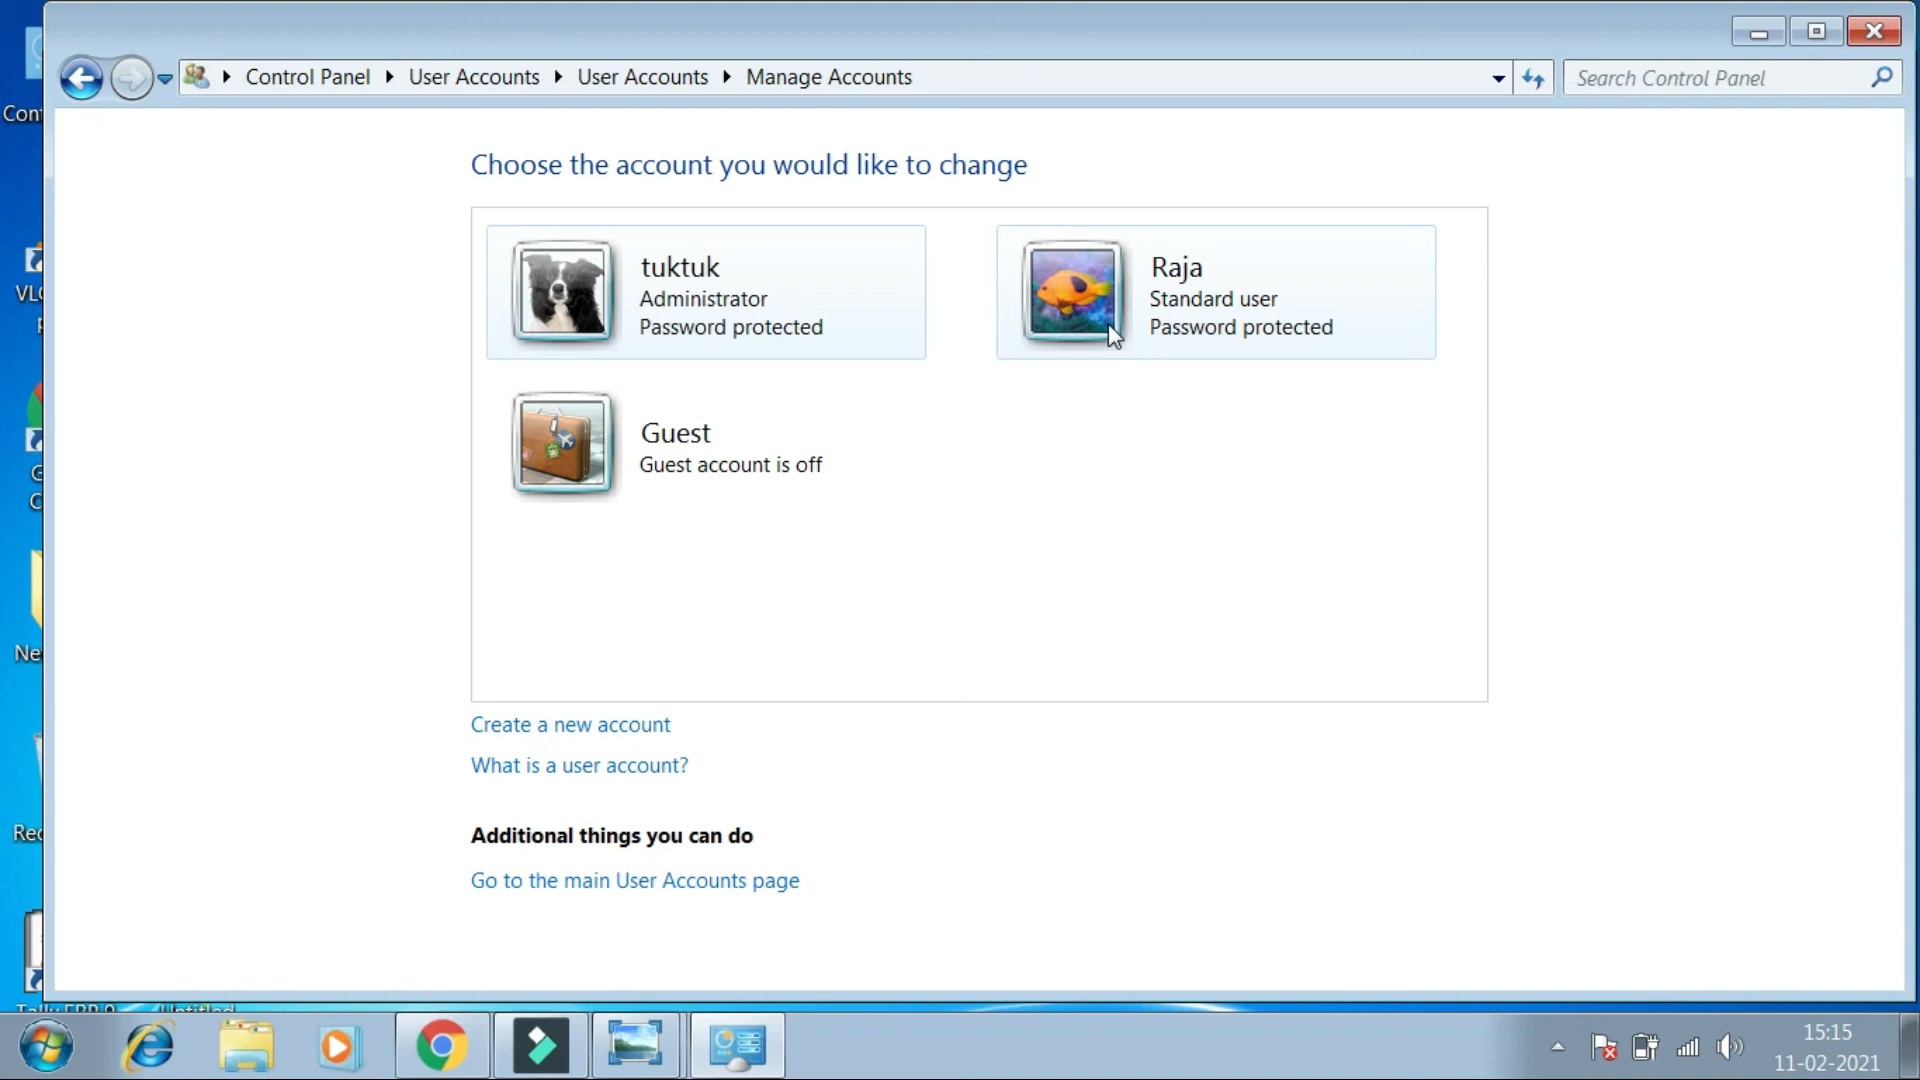 Control Panel User Accounts User Accounts Manage Accounts
Search Control Panel
Choose the account you would like to change
tuktuk
Administrator
Password protected
Raja
Standard user
Password protected
Guest
Guest account is off
Create a new account
What is a user account?
Additional things you can do
Go to the main User Accounts page
15:15
11-02-2021